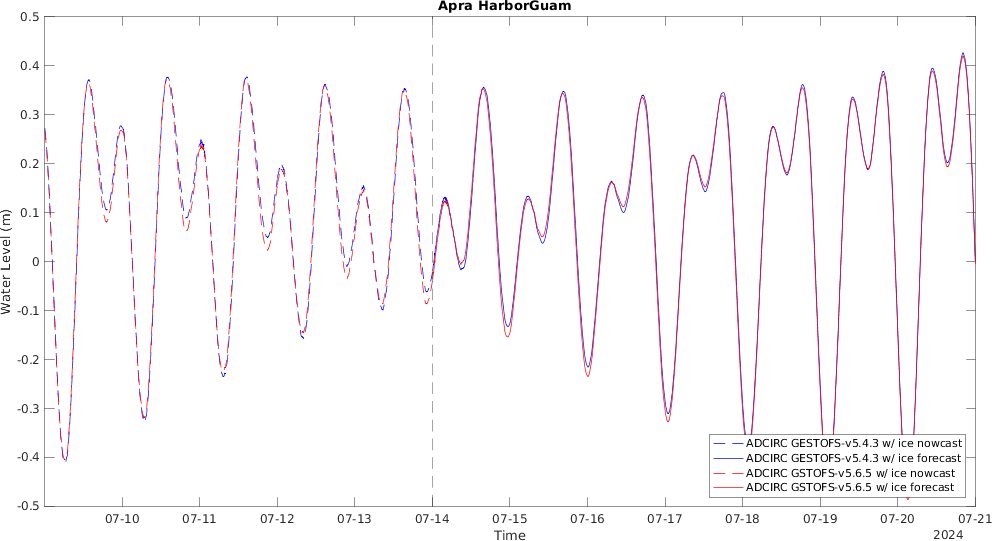 Apra HarborGuam
0.5
0.4
0.3
0.2
0.1
0
-0.1
-0.2
-0.3
-0.4
-0.5
Water Level (m)
ADCIRC GESTOFS-v5.4.3 w/ ice nowcast
ADCIRC GESTOFS-v5.4.3 w/ ice forecast
ADCIRC GSTOFS-v5.6.5 w/ ice nowcast
ADCIRC GSTOFS-v5.6.5 w/ ice forecast
07-10 07-11 07-12 07-13 07-14 07-15 07-16 07-17 07-18 07-19 07-20 07-21
Time
2024